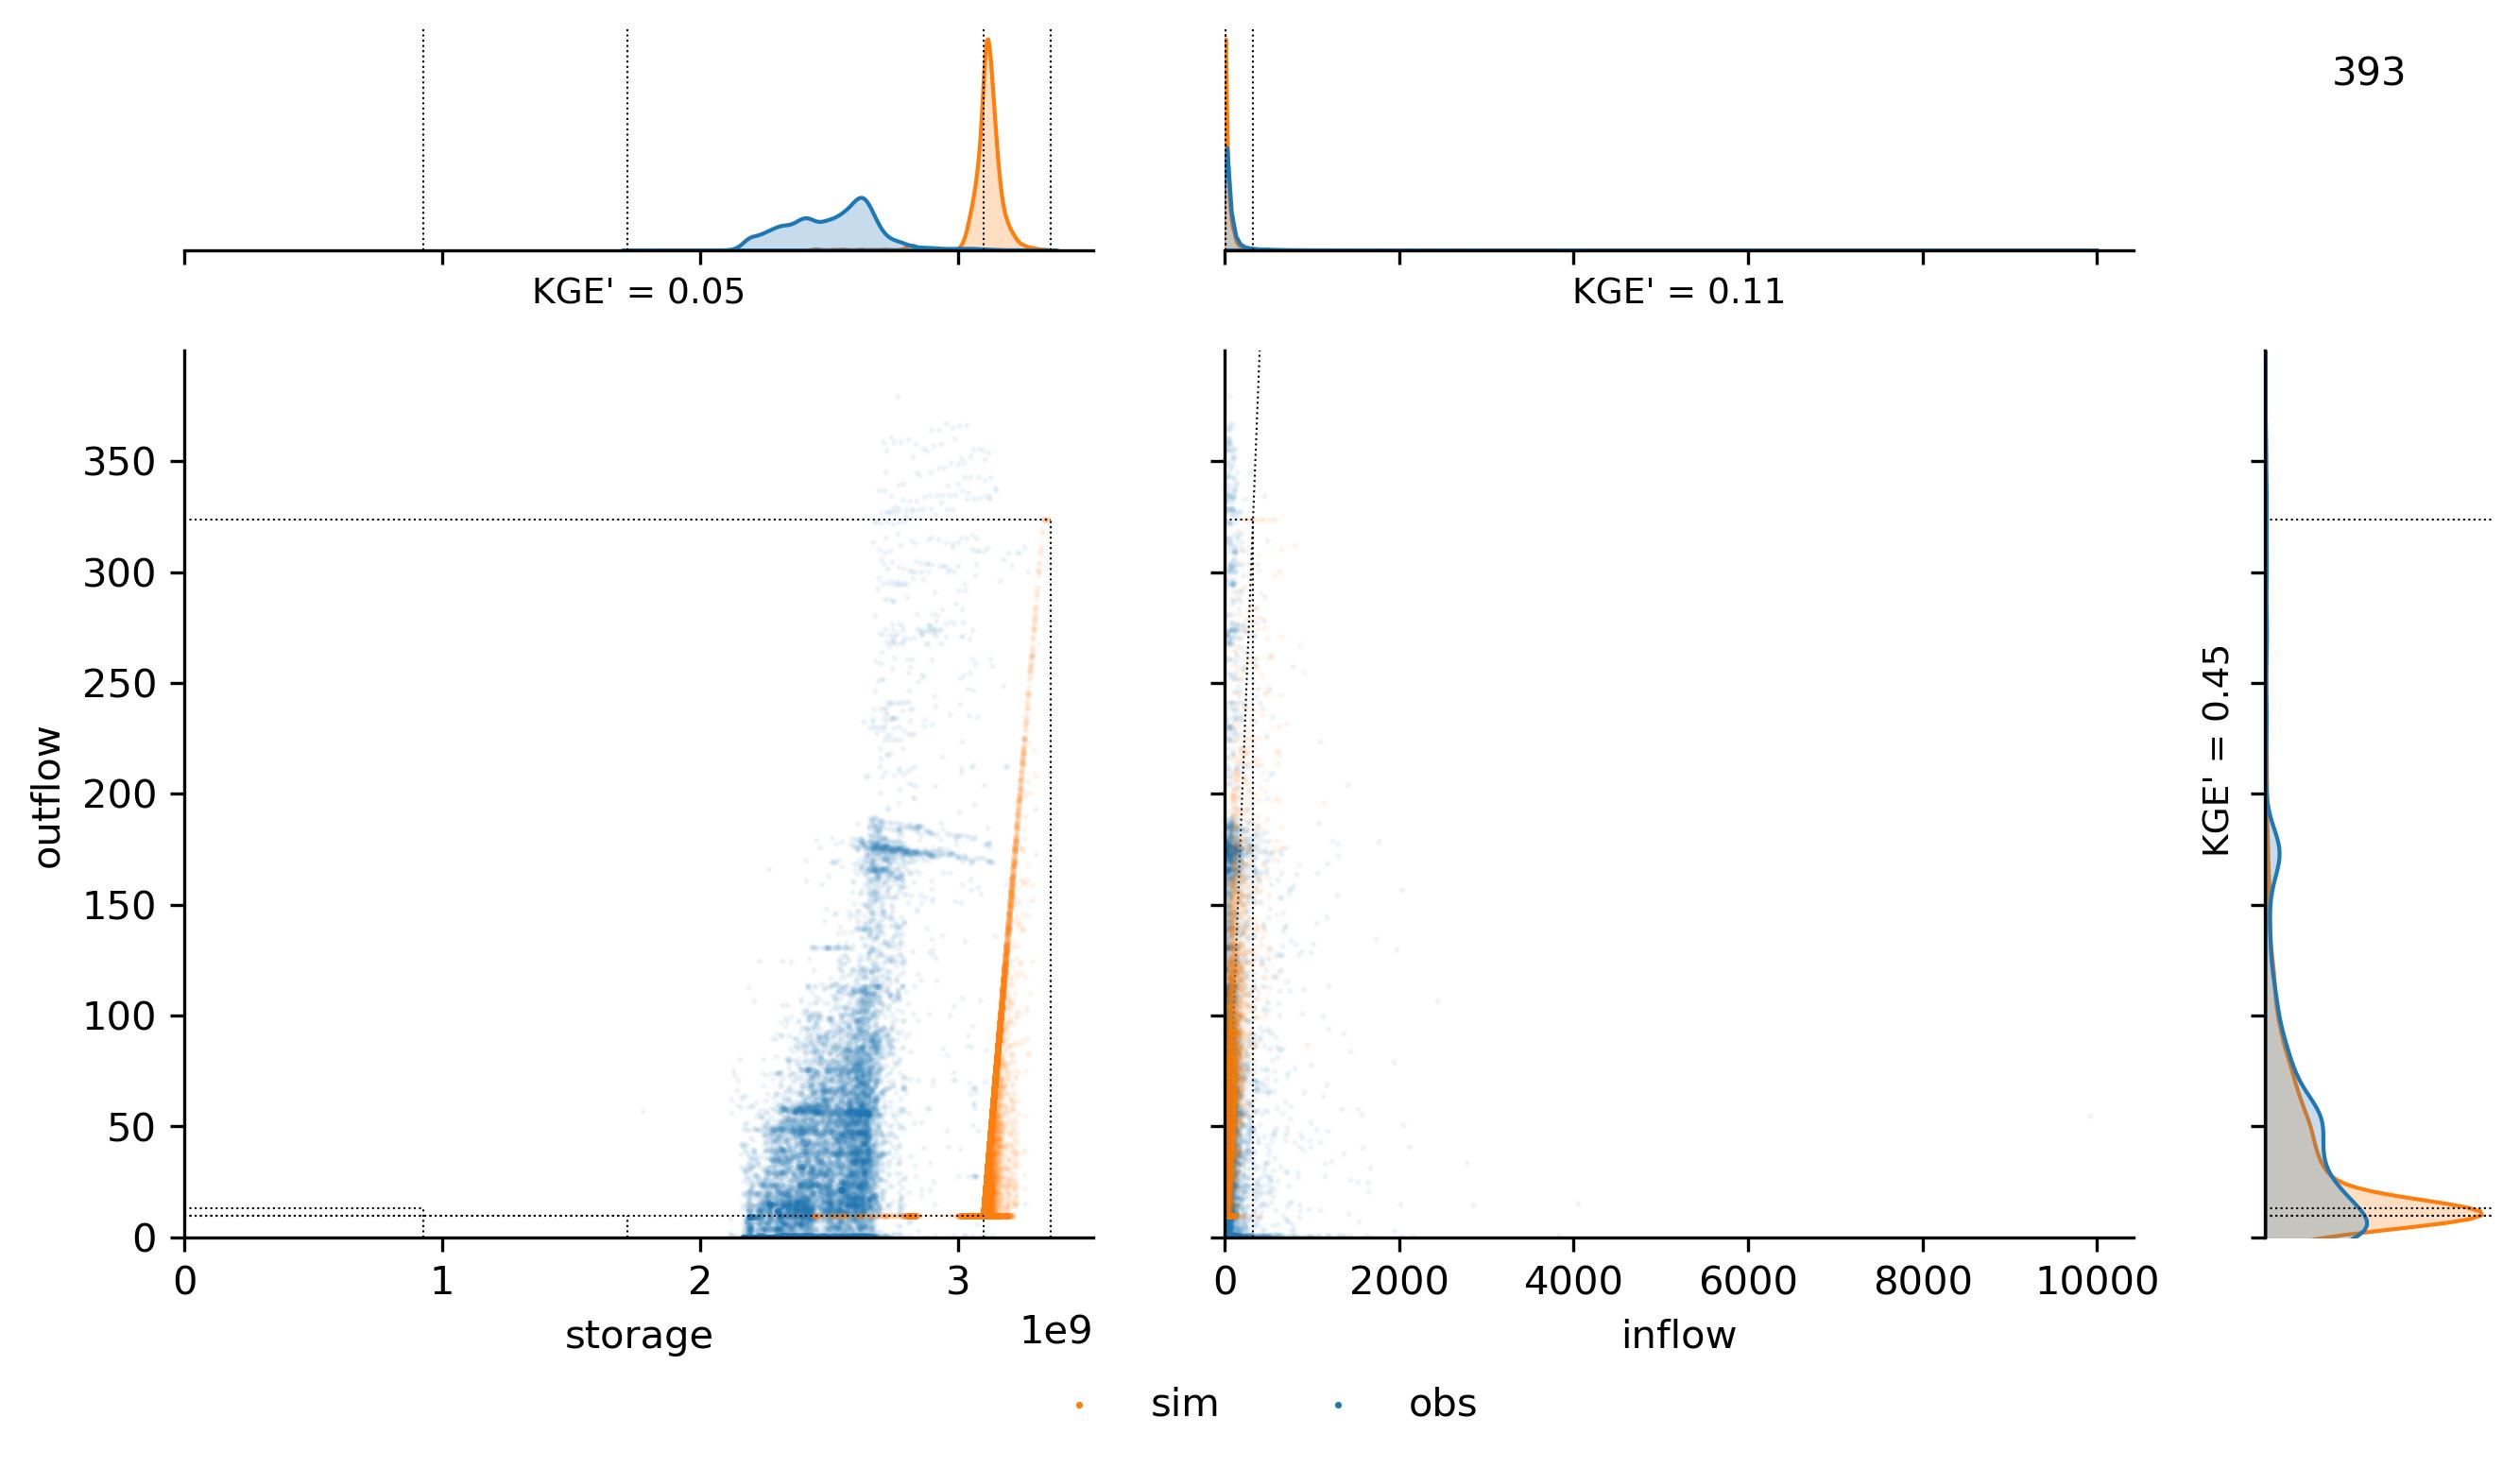 393
KGE' = 0.05
KGE' = 0.11
350
300
250
200
150
100
50
0
outflow
KGE' = 0.45
0 1 2 3
1e9
storage
0 2000 4000 6000 8000 10000
inflow
sim obs